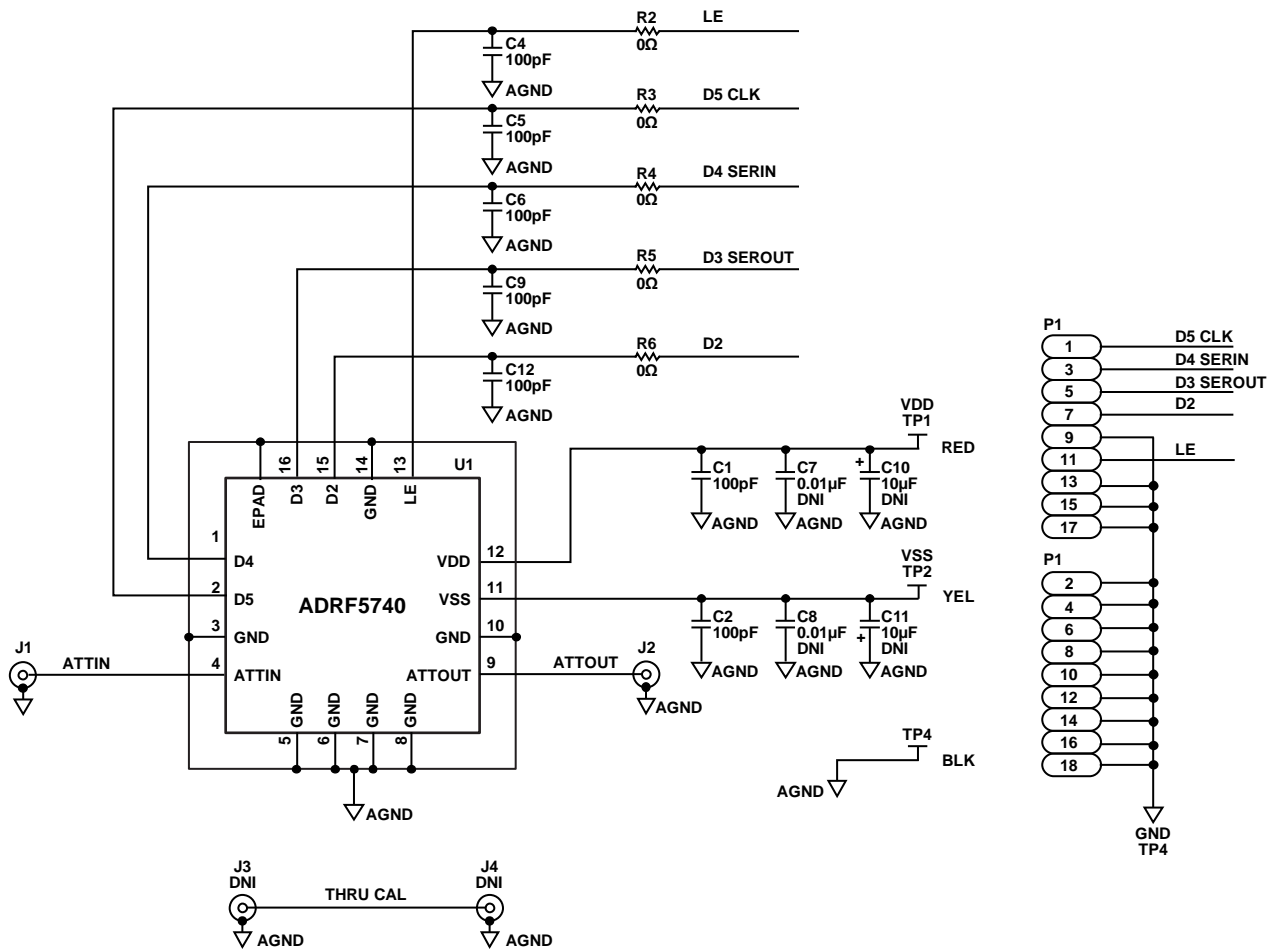 R2
LE
0Ω
C4
100pF
AGND
R3
D5 CLK
0Ω
C5
100pF
AGND
R4
D4 SERIN
0Ω
C6
100pF
AGND
R5
D3 SEROUT
0Ω
C9
100pF
AGND
R6
D2
0Ω
C12
100pF
AGND
U1
EPAD
16
D3
15
D2
14
GND
13
LE
1
D4
2
D5
3
GND
4
ATTIN
ADRF5740
12
VDD
11
VSS
10
GND
9
ATTOUT
5
GND
6
GND
7
GND
8
GND
AGND
J1
ATTIN
ATTOUT
J2
AGND
VDD
TP1
RED
C1
100pF
AGND
C7
0.01µF
DNI
AGND
+
C10
10µF
DNI
AGND
VSS
TP2
YEL
C2
100pF
AGND
C8
0.01µF
DNI
AGND
C11
10µF
+
DNI
AGND
TP4
BLK
AGND
P1
1
D5 CLK
3
D4 SERIN
5
D3 SEROUT
7
D2
9
11
LE
13
15
17
P1
2
4
6
8
10
12
14
16
18
GND
TP4
J3
DNI
AGND
THRU CAL
J4
DNI
AGND